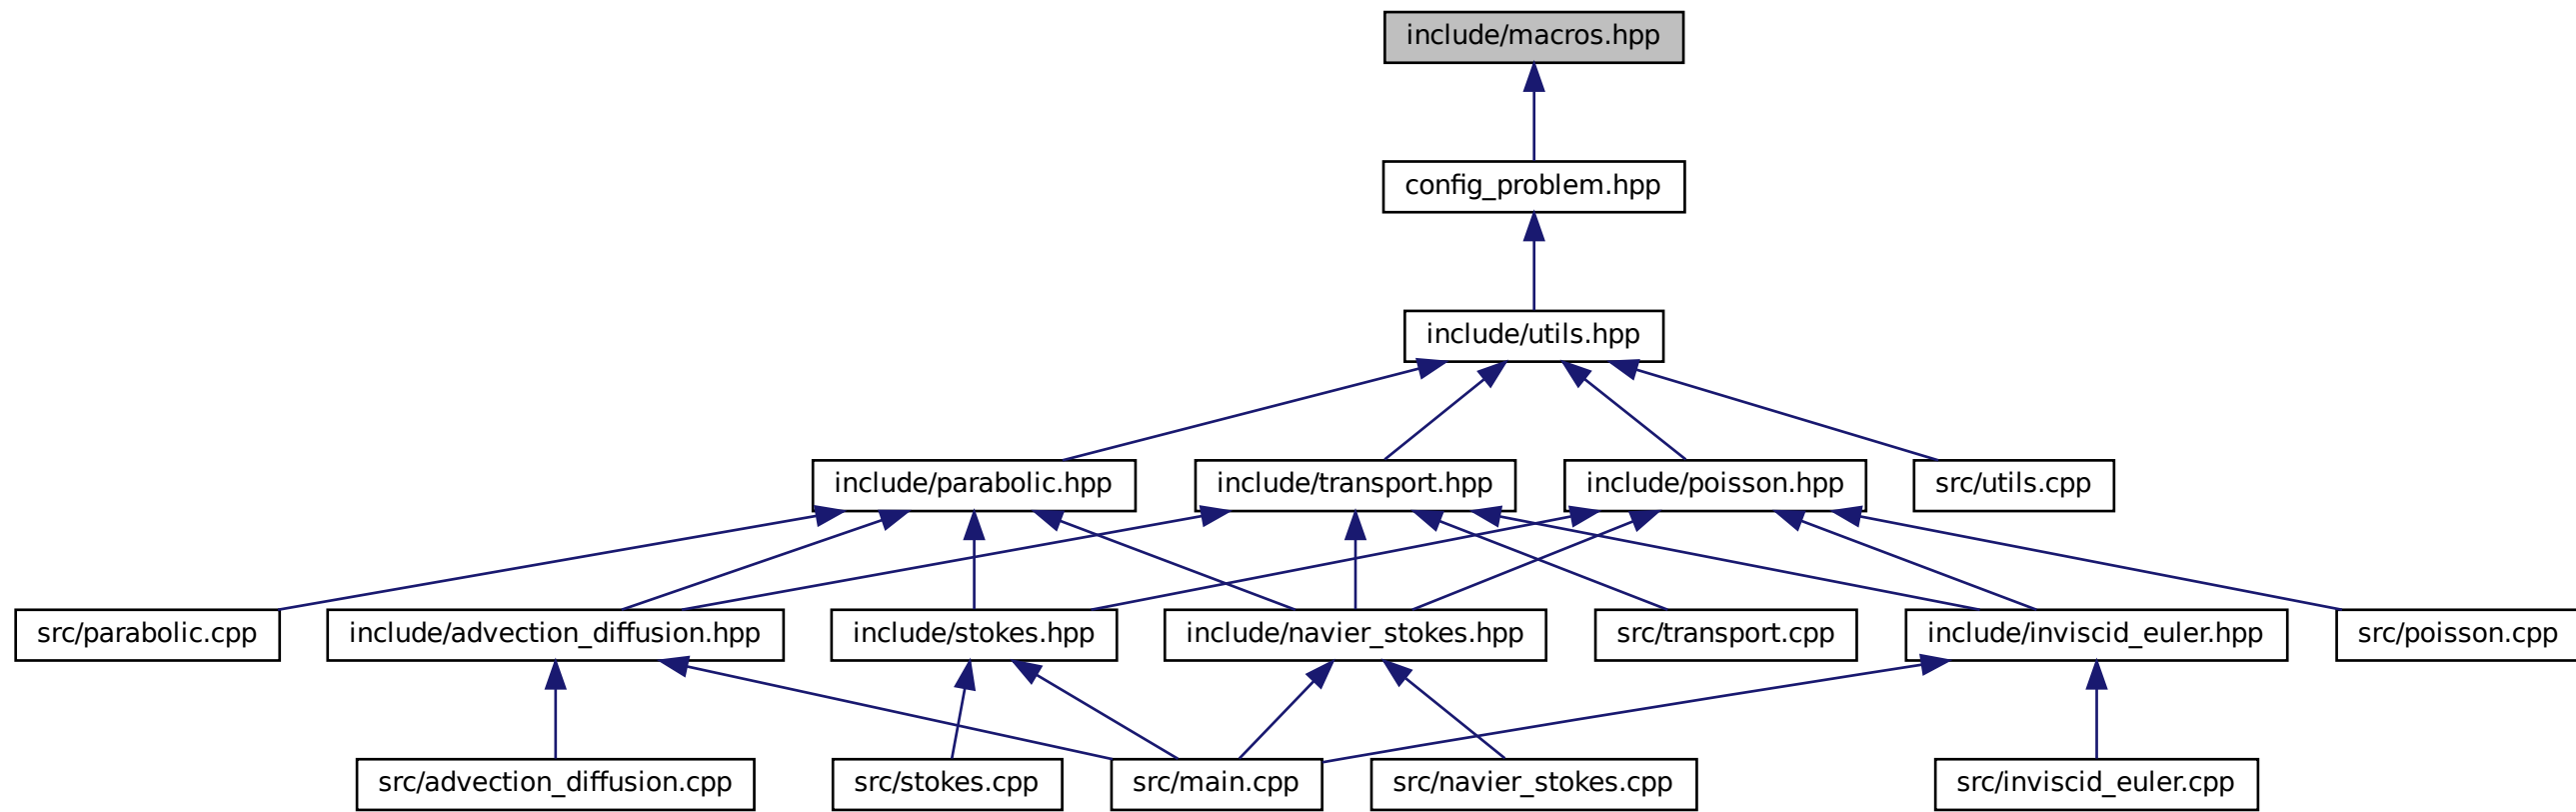 include/macros.hpp
config_problem.hpp
include/utils.hpp
include/parabolic.hpp
include/transport.hpp
include/poisson.hpp
src/utils.cpp
src/parabolic.cpp
include/advection_diffusion.hpp
include/stokes.hpp
include/navier_stokes.hpp
src/transport.cpp
include/inviscid_euler.hpp
src/poisson.cpp
src/advection_diffusion.cpp
src/stokes.cpp
src/main.cpp
src/navier_stokes.cpp
src/inviscid_euler.cpp